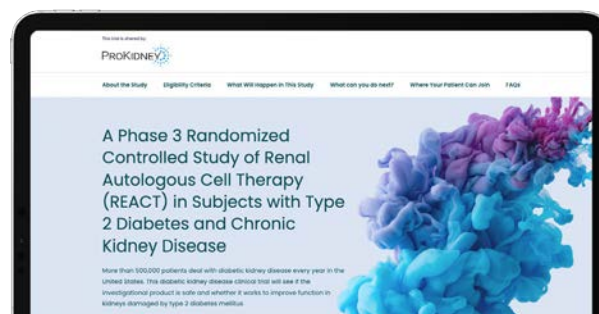 This trial is shared by:
PROKIDNEY
About the Study Eligibility Criteria What Will Happen in This Study What can you do next? Where Your Patient Can Join FAQs
A Phase 3 Randomized
Controlled Study of Renal
Autologous Cell Therapy
(REACT) in Subjects with Type
2 Diabetes and Chronic
Kidney Disease
More than 500,000 patients deal with diabetic kidney disease every year in the
United States. This diabetic kidney disease clinical trial will see if the
investigational product is safe and whether it works to improve function in
kidneys damaged by type 2 diabetes mellitus.